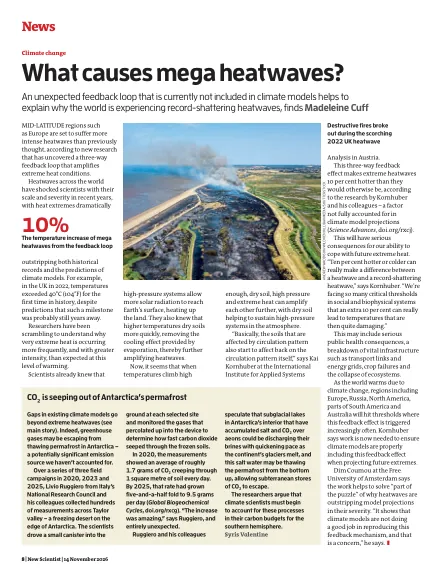 News
Climate change
What causes mega heatwaves?
An unexpected feedback loop that is currently not included in climate models helps to
explain why the world is experiencing record-shattering heatwaves, finds Madeleine Cuff
MID-LATITUDE regions such
as Europe are set to suffer more
intense heatwaves than previously
thought, according to new research
that has uncovered a three-way
feedback loop that amplifies
extreme heat conditions.
Heatwaves across the world
have shocked scientists with their
scale and severity in recent years,
with heat extremes dramatically
10%
The temperature increase of mega
heatwaves from the feedback loop
outstripping both historical
records and the predictions of
climate models. For example,
in the UK in 2022, temperatures
exceeded 40°C (104°F) for the
first time in history, despite
predictions that such a milestone
was probably still years away.
Researchers have been
scrambling to understand why
very extreme heat is occurring
more frequently, and with greater
intensity, than expected at this
level of warming.
Scientists already knew that
high-pressure systems allow
more solar radiation to reach
Earth's surface, heating up
the land. They also knew that
higher temperatures dry soils
more quickly, removing the
cooling effect provided by
evaporation, thereby further
amplifying heatwaves.
Now, it seems that when
temperatures climb high
enough, dry soil, high pressure
and extreme heat can amplify
each other further, with dry soil
helping to sustain high-pressure
systems in the atmosphere.
"Basically, the soils that are
affected by circulation pattern
also start to affect back on the
circulation pattern itself," says Kai
Kornhuber at the International
Institute for Applied Systems
Destructive fires broke
out during the scorching
2022 UK heatwave
Analysis in Austria.
This three-way feedback
effect makes extreme heatwaves
10 per cent hotter than they
would otherwise be, according
to the research by Kornhuber
and his colleagues – a factor
not fully accounted for in
climate model projections
(Science Advances, doi.org/rxcj).
This will have serious
consequences for our ability to
cope with future extreme heat.
"Ten per cent hotter or colder can
really make a difference between
a heatwave and a record-shattering
heatwave," says Kornhuber. "We're
facing so many critical thresholds
in social and biophysical systems
that an extra 10 per cent can really
lead to temperatures that are
then quite damaging."
This may include serious
public health consequences, a
breakdown of vital infrastructure
such as transport links and
energy grids, crop failures and
the collapse of ecosystems.
As the world warms due to
climate change, regions including
Europe, Russia, North America,
parts of South America and
Australia will hit thresholds where
this feedback effect is triggered
increasingly often. Kornhuber
says work is now needed to ensure
climate models are properly
including this feedback effect
when projecting future extremes.
Dim Coumou at the Free
University of Amsterdam says
the work helps to solve "part of
the puzzle" of why heatwaves are
outstripping model projections
in their severity. "It shows that
climate models are not doing
a good job in reproducing this
feedback mechanism, and that
is a concern," he says.
CO2 is seeping out of Antarctica's permafrost
Gaps in existing climate models go
beyond extreme heatwaves (see
main story). Indeed, greenhouse
gases may be escaping from
thawing permafrost in Antarctica –
a potentially significant emission
source we haven't accounted for.
Over a series of three field
campaigns in 2020, 2023 and
2025, Livio Ruggiero from Italy's
National Research Council and
his colleagues collected hundreds
of measurements across Taylor
valley – a freezing desert on the
edge of Antarctica. The scientists
drove a small canister into the
ground at each selected site
and monitored the gases that
percolated up into the device to
determine how fast carbon dioxide
seeped through the frozen soils.
In 2020, the measurements
showed an average of roughly
1.7 grams of CO2 creeping through
1 square metre of soil every day.
By 2025, that rate had grown
five-and-a-half fold to 9.5 grams
per day (Global Biogeochemical
Cycles, doi.org/rxcg). "The increase
was amazing," says Ruggiero, and
entirely unexpected.
Ruggiero and his colleagues
speculate that subglacial lakes
in Antarctica's interior that have
accumulated salt and CO2 over
aeons could be discharging their
brines with quickening pace as
the continent's glaciers melt, and
this salt water may be thawing
the permafrost from the bottom
up, allowing subterranean stores
of CO2 to escape.
The researchers argue that
climate scientists must begin
to account for these processes
in their carbon budgets for the
southern hemisphere.
Syris Valentine
8 | New Scientist | 14 November 2026